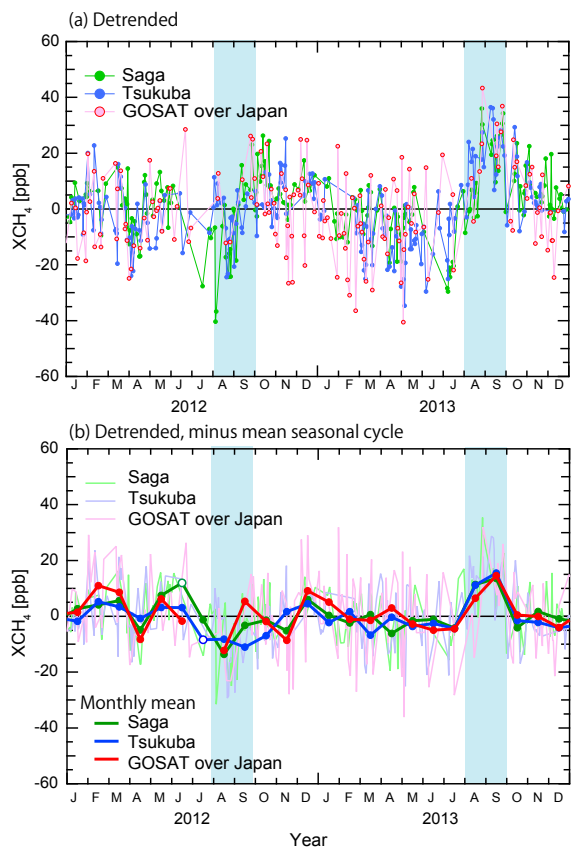 (a) Detrended
60
40
20
0
-20
-40
-60
XCH4 [ppb]
Saga
Tsukuba
GOSAT over Japan
J F M A M J J A S O N D J F M A M J J A S O N D
2012 2013
(b) Detrended, minus mean seasonal cycle
60
40
20
0
-20
-40
-60
XCH4 [ppb]
Saga
Tsukuba
GOSAT over Japan
Monthly mean
Saga
Tsukuba
GOSAT over Japan
J F M A M J J A S O N D J F M A M J J A S O N D
2012 2013
Year